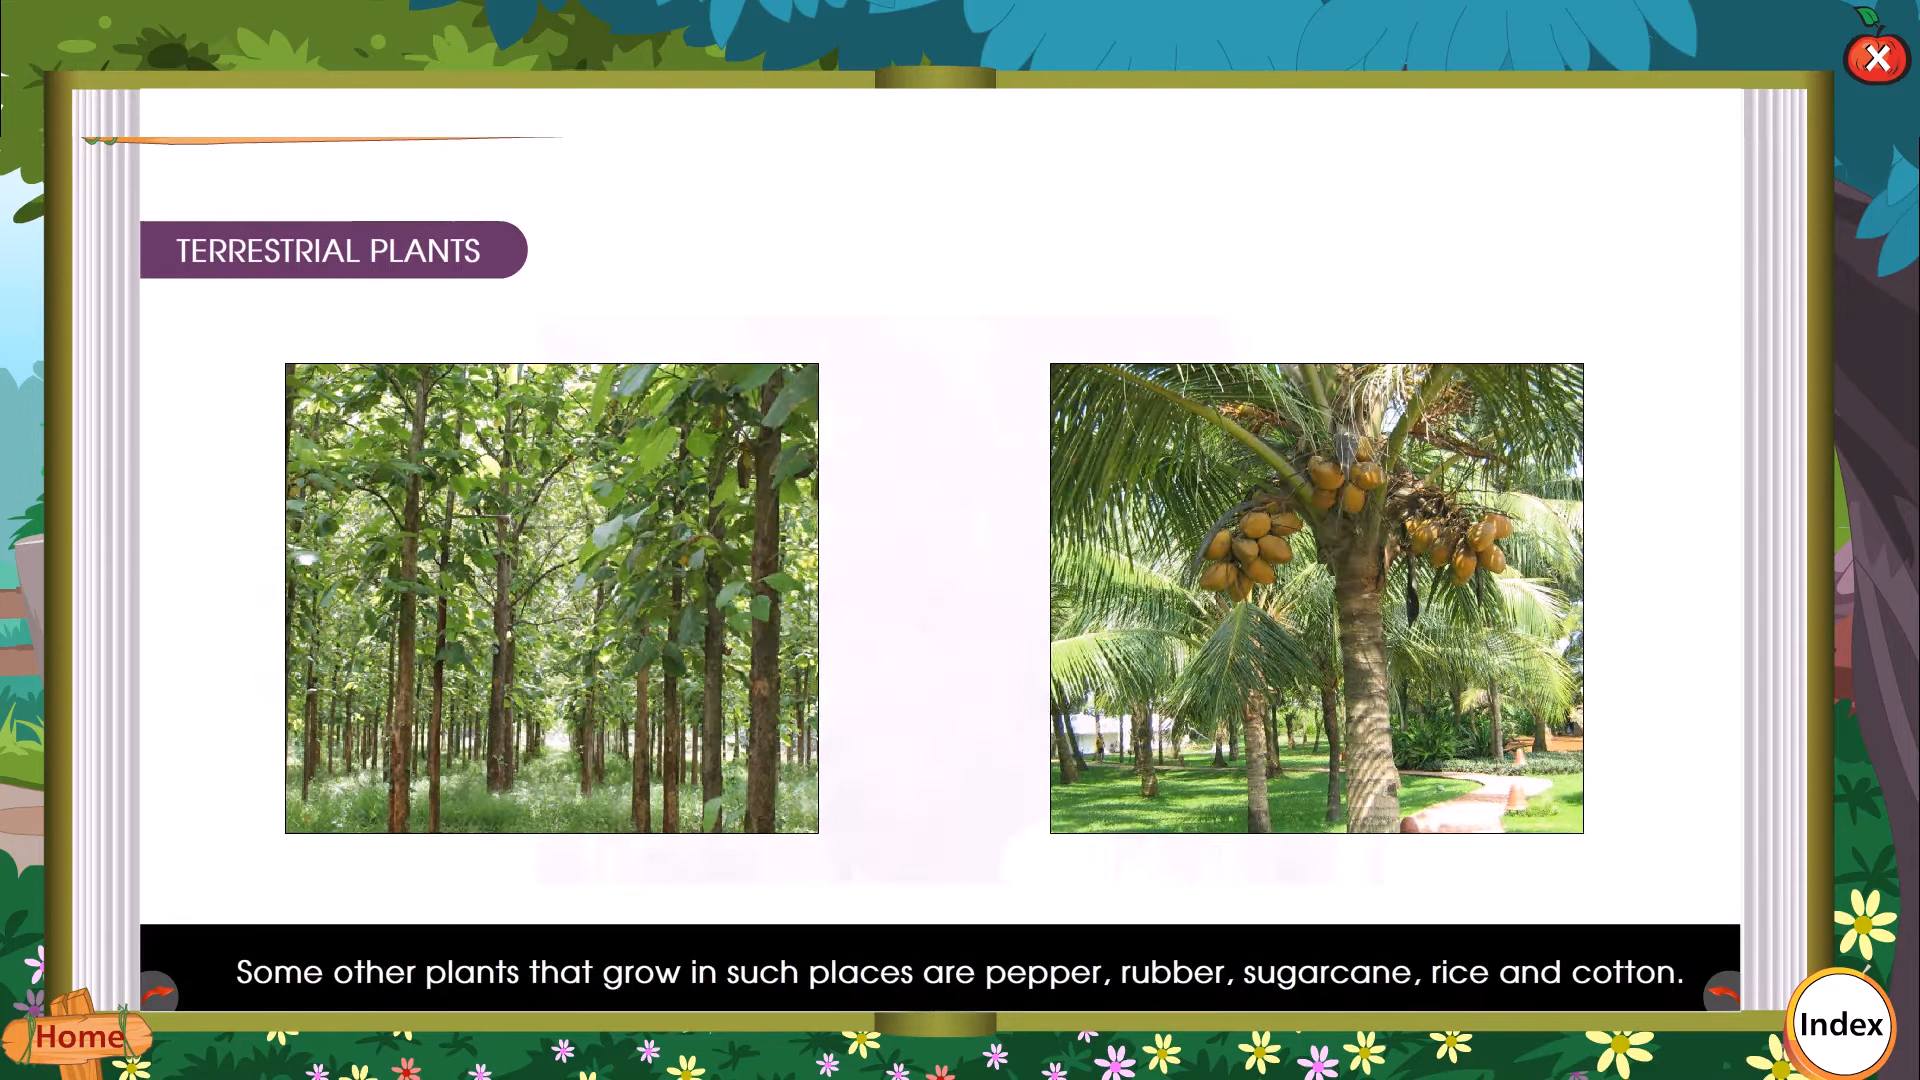 TERRESTRIAL PLANTS
Some other plants that grow in such places are pepper, rubber, sugarcane, rice and cotton.
Home
Index